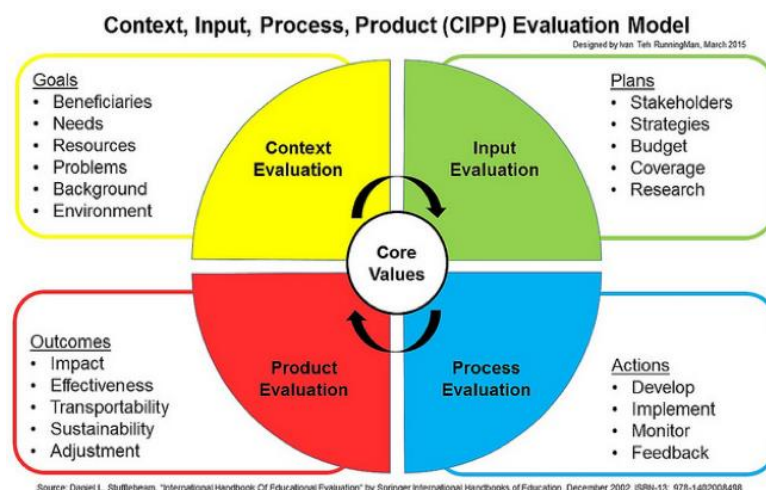 Context, Input, Process, Product (CIPP) Evaluation Model
Designed by Ivan Teh RunningMan, March 2015
Goals
• Beneficiaries
• Needs
• Resources
• Problems
• Background
• Environment
Context
Evaluation
Input
Evaluation
Plans
• Stakeholders
• Strategies
• Budget
• Coverage
• Research
Core
Values
Outcomes
• Impact
• Effectiveness
• Transportability
• Sustainability
• Adjustment
Product
Evaluation
Process
Evaluation
Actions
• Develop
• Implement
• Monitor
• Feedback
Source: Daniel L. Stufflebeam, "International Handbook Of Educational Evaluation" by Springer International Handbooks of Education, December 2002, ISBN-13: 978-1402008498